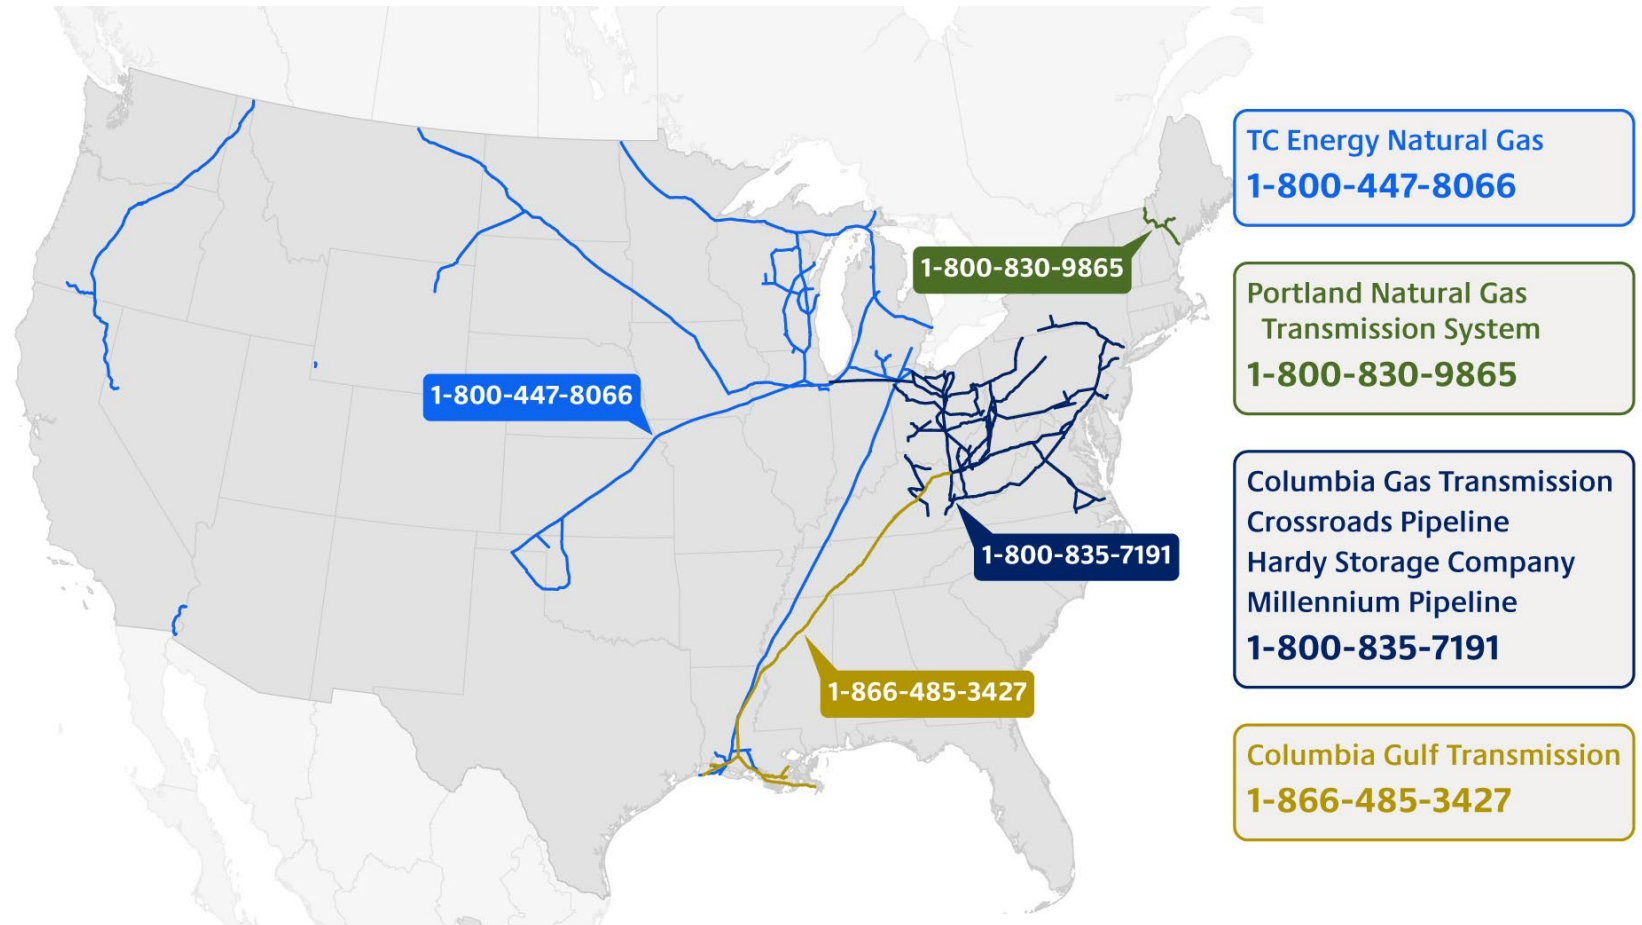 TC Energy Natural Gas
1-800-447-8066
1-800-830-9865
Portland Natural Gas
Transmission System
1-800-830-9865
1-800-447-8066
Columbia Gas Transmission
Crossroads Pipeline
Hardy Storage Company
Millennium Pipeline
1-800-835-7191
1-800-835-7191
1-866-485-3427
Columbia Gulf Transmission
1-866-485-3427